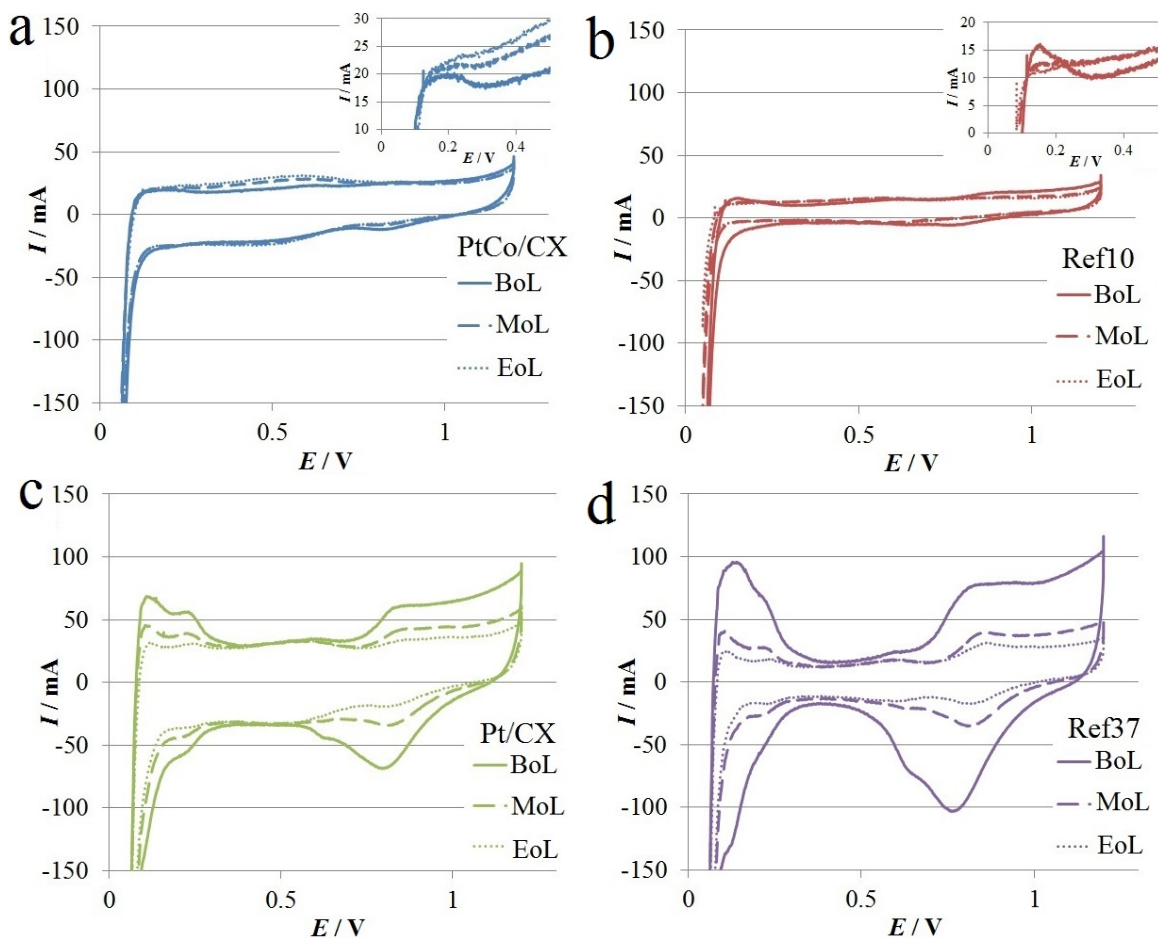 a
150
100
50
0
-50
-100
-150
I / mA
0
0.5
1
E / V
30
25
20
15
10
I / mA
0
0.2
0.4
E / V
PtCo/CX
BoL
MoL
EoL
b
150
100
50
0
-50
-100
-150
I / mA
0
0.5
1
E / V
20
15
10
5
0
I / mA
0
0.2
0.4
E / V
Ref10
BoL
MoL
EoL
c
150
100
50
0
-50
-100
-150
I / mA
0
0.5
1
E / V
Pt/CX
BoL
MoL
EoL
d
150
100
50
0
-50
-100
-150
I / mA
0
0.5
1
E / V
Ref37
BoL
MoL
EoL